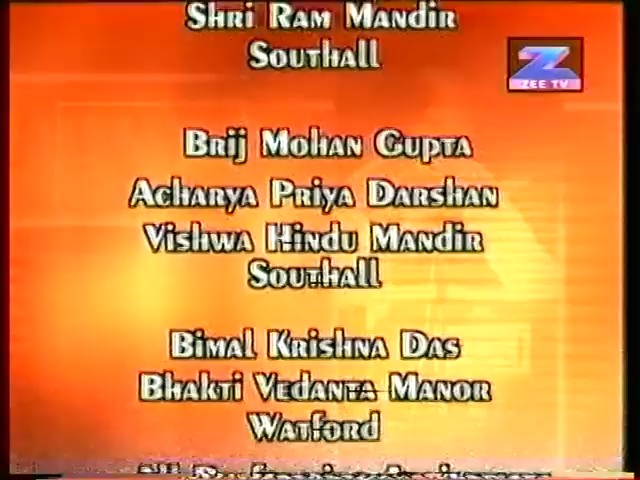 Shri Ram Mandir
Southall
ZEE TV
Brij Mohan Gupta
Acharya Priya Darshan
Vishwa Hindu Mandir
Southall
Bimal Krishna Das
Bhakti Vedanta Manor
Watford